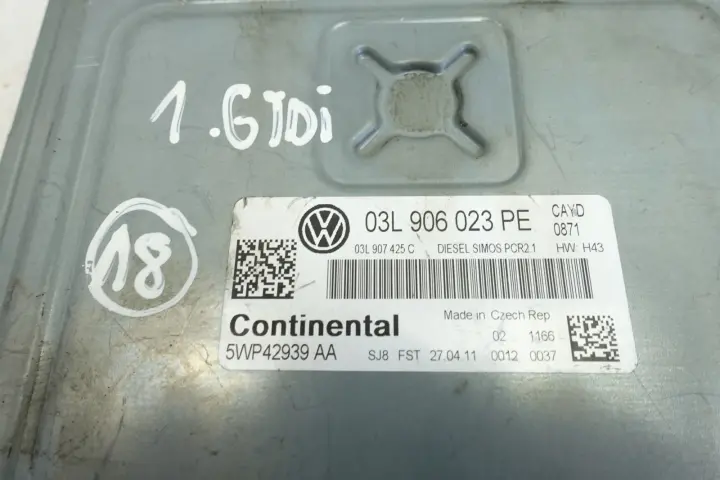 1.6TDi
18
03L 906 023 PE
CAYD
0871
03L 907 425 C DIESEL SIMOS PCR2.1 HW: H43
Continental
Made in Czech Rep
02 1166
5WP42939 AA
SJ8 FST 27.04.11 0012 0037